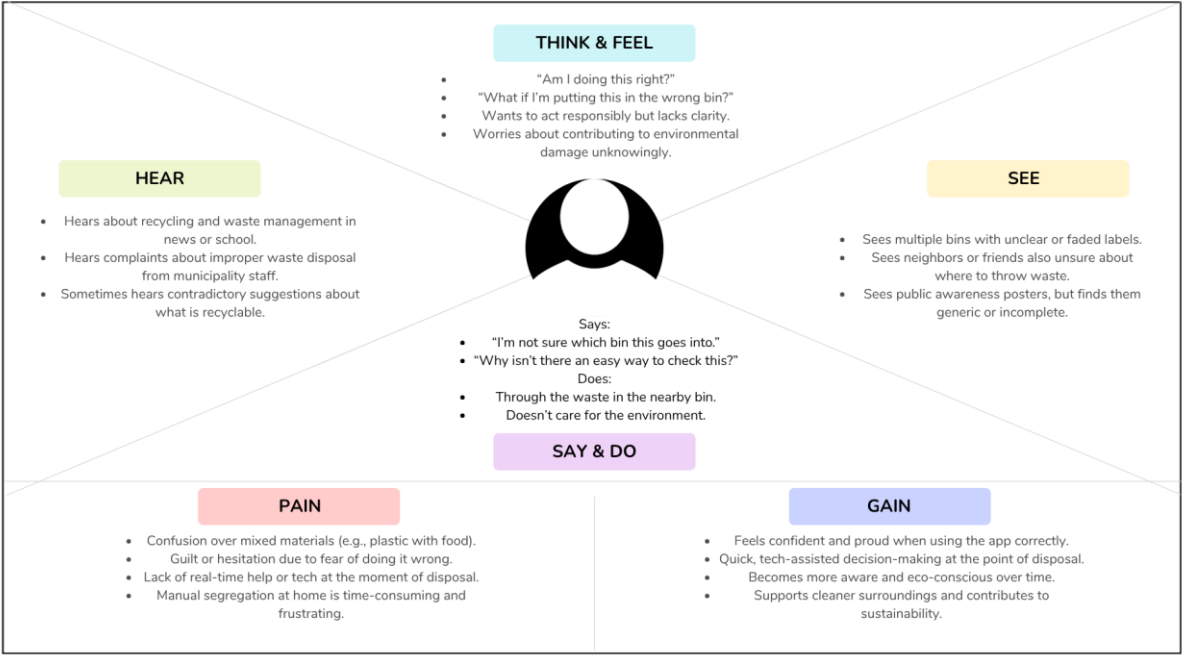 THINK & FEEL
• “Am I doing this right?”
• “What if I’m putting this in the wrong bin?”
• Wants to act responsibly but lacks clarity.
• Worries about contributing to environmental
damage unknowingly.
HEAR
• Hears about recycling and waste management in
news or school.
• Hears complaints about improper waste disposal
from municipality staff.
• Sometimes hears contradictory suggestions about
what is recyclable.
SEE
• Sees multiple bins with unclear or faded labels.
• Sees neighbors or friends also unsure about
where to throw waste.
• Sees public awareness posters, but finds them
generic or incomplete.
Says:
• “I’m not sure which bin this goes into.”
• “Why isn’t there an easy way to check this?”
Does:
• Through the waste in the nearby bin.
• Doesn’t care for the environment.
SAY & DO
PAIN
• Confusion over mixed materials (e.g., plastic with food).
• Guilt or hesitation due to fear of doing it wrong.
• Lack of real-time help or tech at the moment of disposal.
• Manual segregation at home is time-consuming and
frustrating.
GAIN
• Feels confident and proud when using the app correctly.
• Quick, tech-assisted decision-making at the point of disposal.
• Becomes more aware and eco-conscious over time.
• Supports cleaner surroundings and contributes to
sustainability.